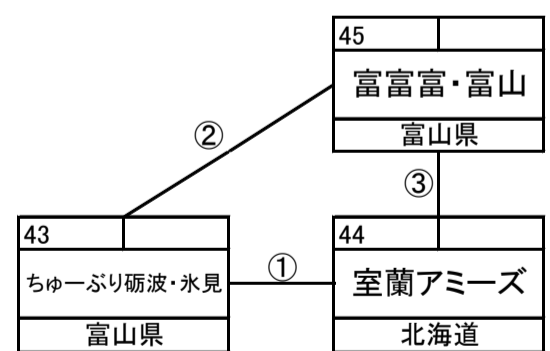 45
富富富・富山
富山県
②
③
43
ちゅーぶり砺波・氷見
富山県
①
44
室蘭アミーズ
北海道